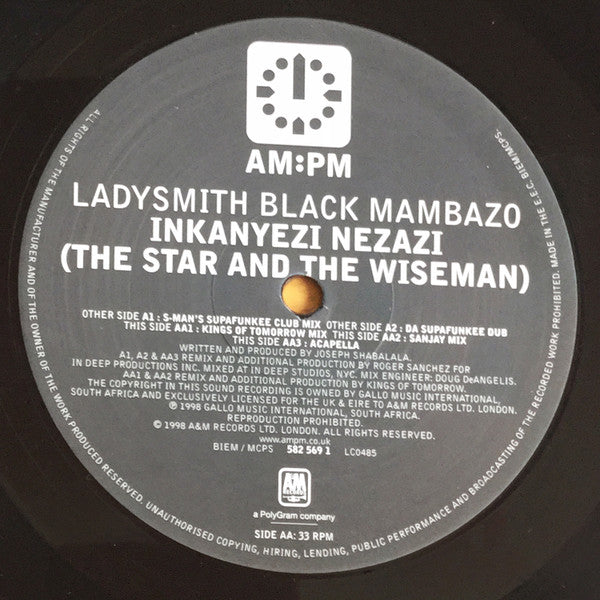 AM:PM
LADYSMITH BLACK MAMBAZO
INKANYEZI NEZAZI
(THE STAR AND THE WISEMAN)
OTHER SIDE A1 : S-MAN'S SUPAFUNKEE CLUB MIX OTHER SIDE A2 : DA SUPAFUNKEE DUB
THIS SIDE AA1 : KINGS OF TOMORROW MIX THIS SIDE AA2 : SANJAY MIX
THIS SIDE AA3 : ACAPELLA
WRITTEN AND PRODUCED BY JOSEPH SHABALALA.
A1, A2 & AA3 REMIX AND ADDITIONAL PRODUCTION BY ROGER SANCHEZ FOR
IN DEEP PRODUCTIONS INC. MIXED AT IN DEEP STUDIOS, NYC. MIX ENGINEER: DOUG DeANGELIS.
AA1 & AA2 REMIX AND ADDITIONAL PRODUCTION BY KINGS OF TOMORROW.
THE COPYRIGHT IN THIS SOUND RECORDING IS OWNED BY GALLO MUSIC INTERNATIONAL,
SOUTH AFRICA AND EXCLUSIVELY LICENSED FOR THE UK & EIRE TO A&M RECORDS LTD. LONDON.
℗ 1998 GALLO MUSIC INTERNATIONAL, SOUTH AFRICA.
REPRODUCTION PROHIBITED.
© 1998 A&M RECORDS LTD. LONDON. ALL RIGHTS RESERVED.
www.ampm.co.uk
BIEM / MCPS 582 569 1 LC0485
AM
RECORDS
a PolyGram company
SIDE AA: 33 RPM
ALL RIGHTS OF THE MANUFACTURER AND OF THE OWNER OF THE WORK PRODUCED RESERVED. UNAUTHORISED COPYING, HIRING, LENDING, PUBLIC PERFORMANCE AND BROADCASTING OF THE RECORDED WORK PROHIBITED. MADE IN THE E.E.C. BIEM/MCPS.